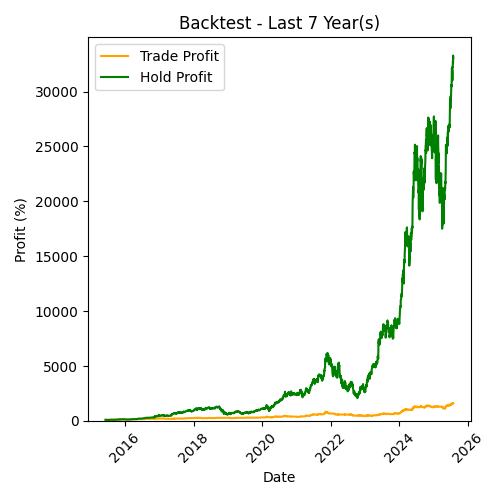 Backtest - Last 7 Year(s)
Trade Profit
Hold Profit
Profit (%)
30000
25000
20000
15000
10000
5000
0
2016
2018
2020
2022
2024
2026
Date